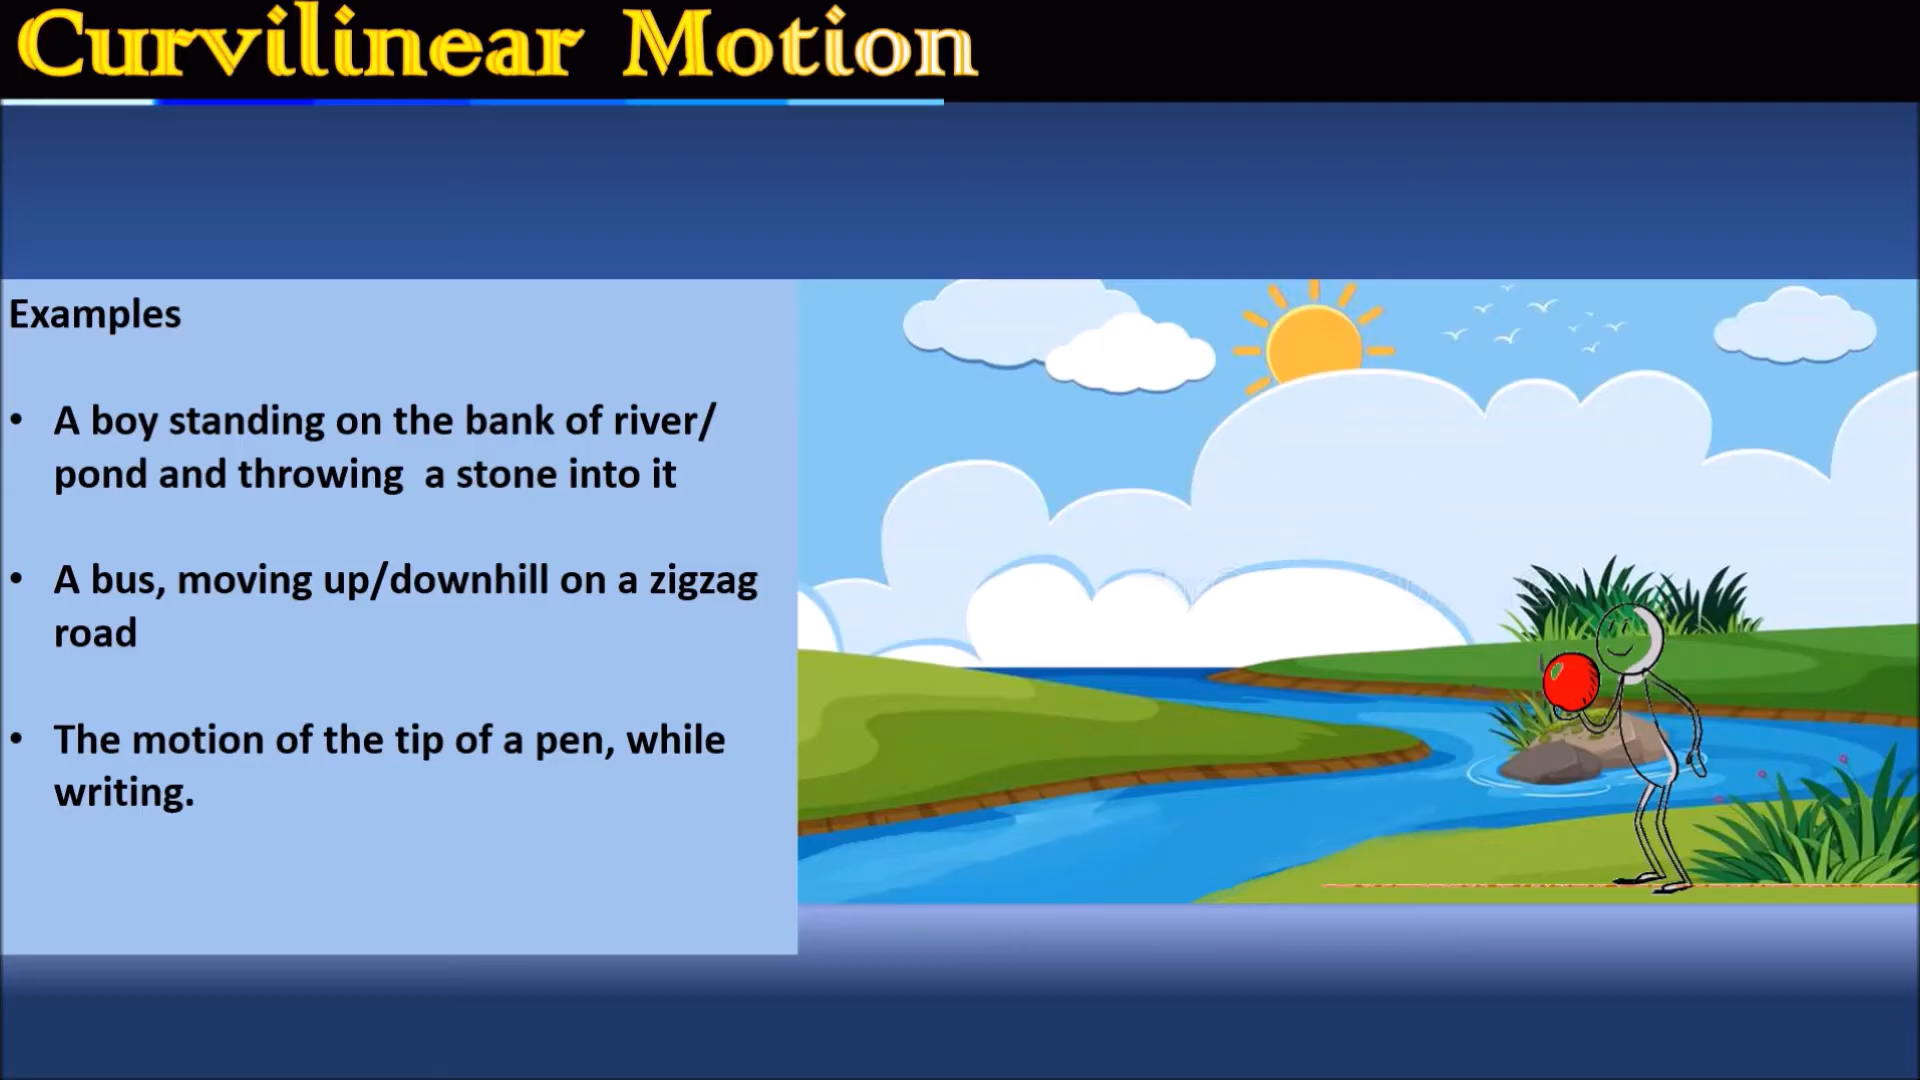 Curvilinear Motion
Examples
• A boy standing on the bank of river/
pond and throwing a stone into it
• A bus, moving up/downhill on a zigzag
road
• The motion of the tip of a pen, while
writing.